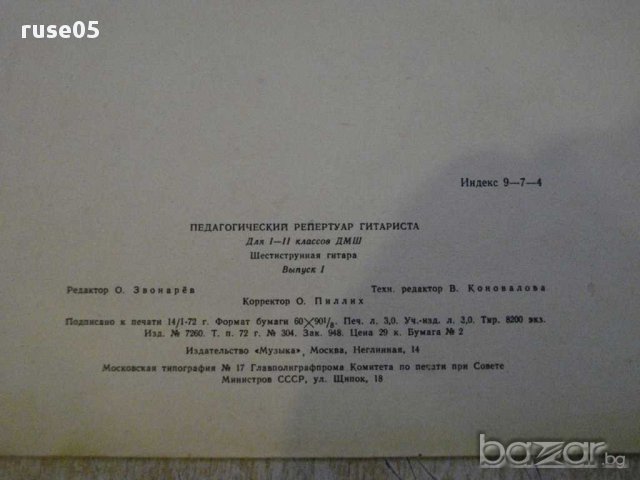 ruse05
Индекс 9—7—4
ПЕДАГОГИЧЕСКИЙ РЕПЕРТУАР ГИТАРИСТА
Для I—II классов ДМШ
Шестиструнная гитара
Выпуск I
Редактор О. Звонарёв Техн. редактор В. Коновалова
Корректор О. Пиллих
Подписано к печати 14/I-72 г. Формат бумаги 60×901/8. Печ. л. 3,0. Уч.-изд. л. 3,0. Тир. 8200 экз.
Изд. № 7260. Т. п. 72 г. № 304. Зак. 948. Цена 29 к. Бумага № 2
Издательство «Музыка», Москва, Неглинная, 14
Московская типография № 17 Главполиграфпрома Комитета по печати при Совете
Министров СССР, ул. Щипок, 18
bazar.bg